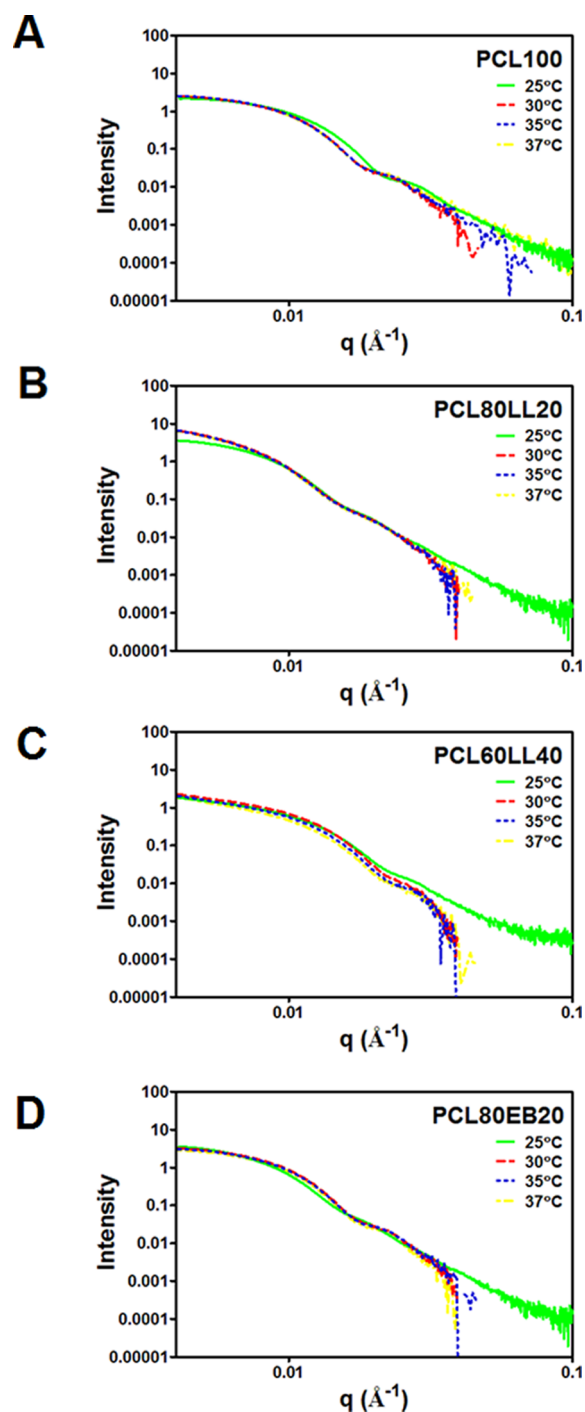 A
PCL100
25°C
30°C
35°C
37°C
100
10
1
0.1
0.01
0.001
0.0001
0.00001
Intensity
0.01
0.1
q (Å⁻¹)
B
PCL80LL20
25°C
30°C
35°C
37°C
100
10
1
0.1
0.01
0.001
0.0001
0.00001
Intensity
0.01
0.1
q (Å⁻¹)
C
PCL60LL40
25°C
30°C
35°C
37°C
100
10
1
0.1
0.01
0.001
0.0001
0.00001
Intensity
0.01
0.1
q (Å⁻¹)
D
PCL80EB20
25°C
30°C
35°C
37°C
100
10
1
0.1
0.01
0.001
0.0001
0.00001
Intensity
0.01
0.1
q (Å⁻¹)